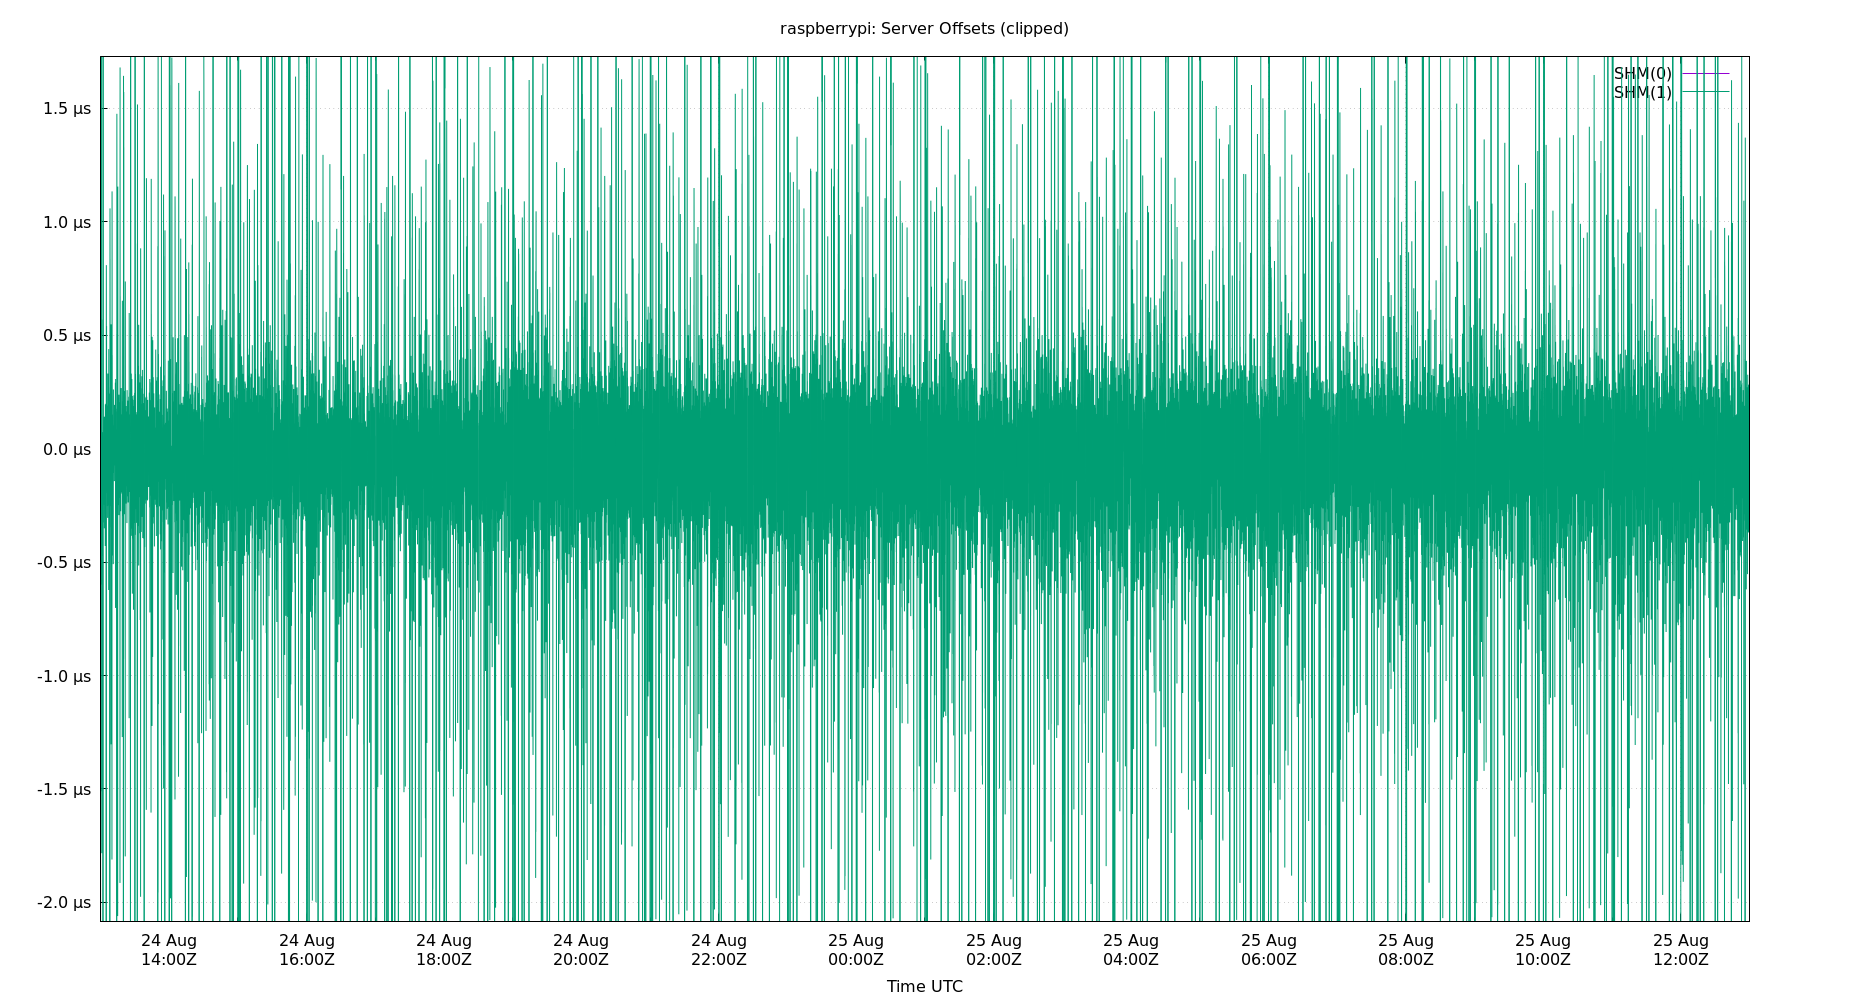 raspberrypi: Server Offsets (clipped)
SHM(0)
SHM(1)
1.5 µs
1.0 µs
0.5 µs
0.0 µs
-0.5 µs
-1.0 µs
-1.5 µs
-2.0 µs
24 Aug 24 Aug 24 Aug 24 Aug 24 Aug 25 Aug 25 Aug 25 Aug 25 Aug 25 Aug 25 Aug 25 Aug
14:00Z 16:00Z 18:00Z 20:00Z 22:00Z 00:00Z 02:00Z 04:00Z 06:00Z 08:00Z 10:00Z 12:00Z
Time UTC